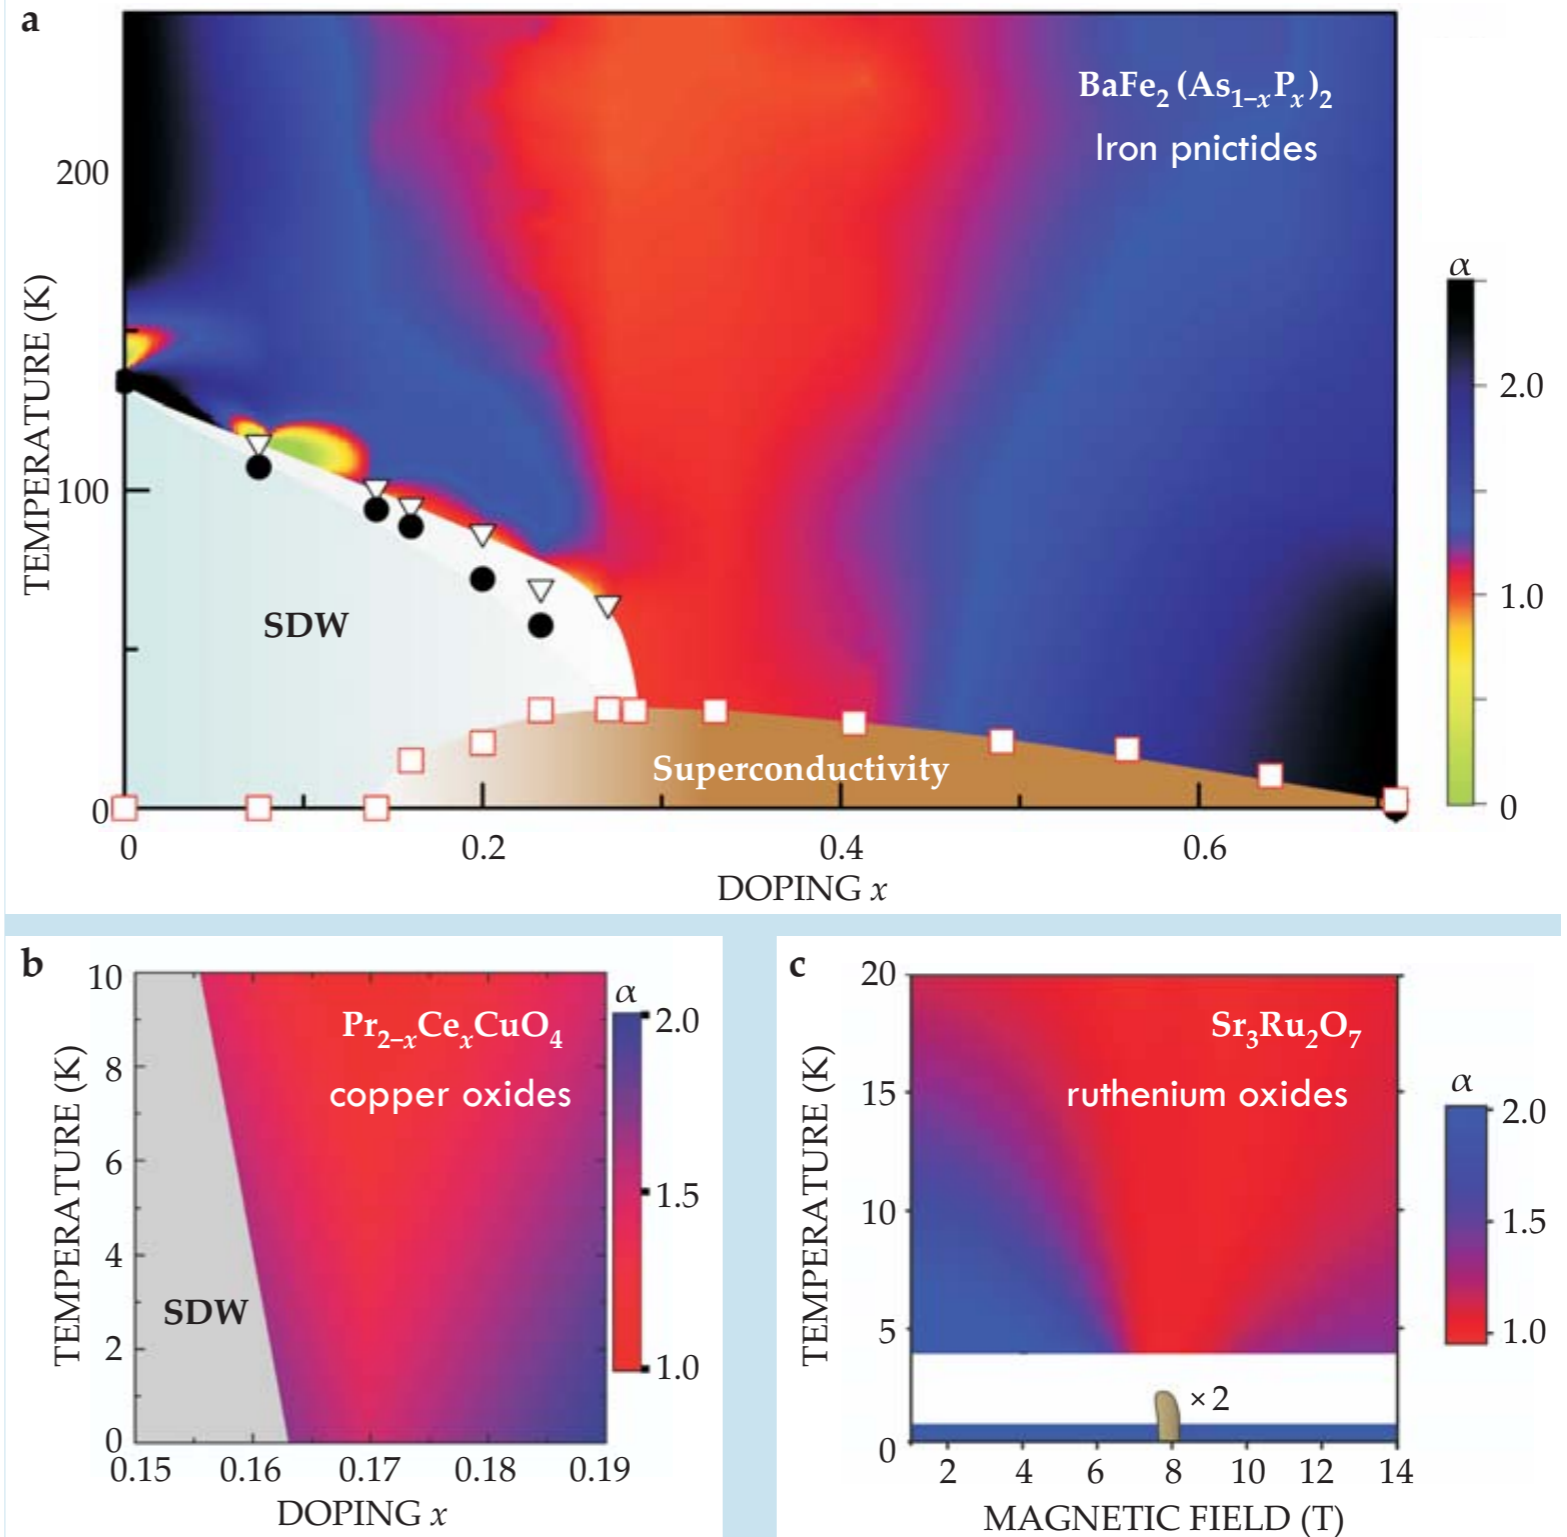 a
BaFe₂ (As₁₋ₓPₓ)₂
Iron pnictides
200
100
0
TEMPERATURE (K)
SDW
Superconductivity
0 0.2 0.4 0.6
DOPING x
α
2.0
1.0
0
b
Pr₂₋ₓCeₓCuO₄
copper oxides
10
8
6
4
2
0
TEMPERATURE (K)
SDW
0.15 0.16 0.17 0.18 0.19
DOPING x
α
2.0
1.5
1.0
c
Sr₃Ru₂O₇
ruthenium oxides
20
15
10
5
0
TEMPERATURE (K)
×2
2 4 6 8 10 12 14
MAGNETIC FIELD (T)
α
2.0
1.5
1.0